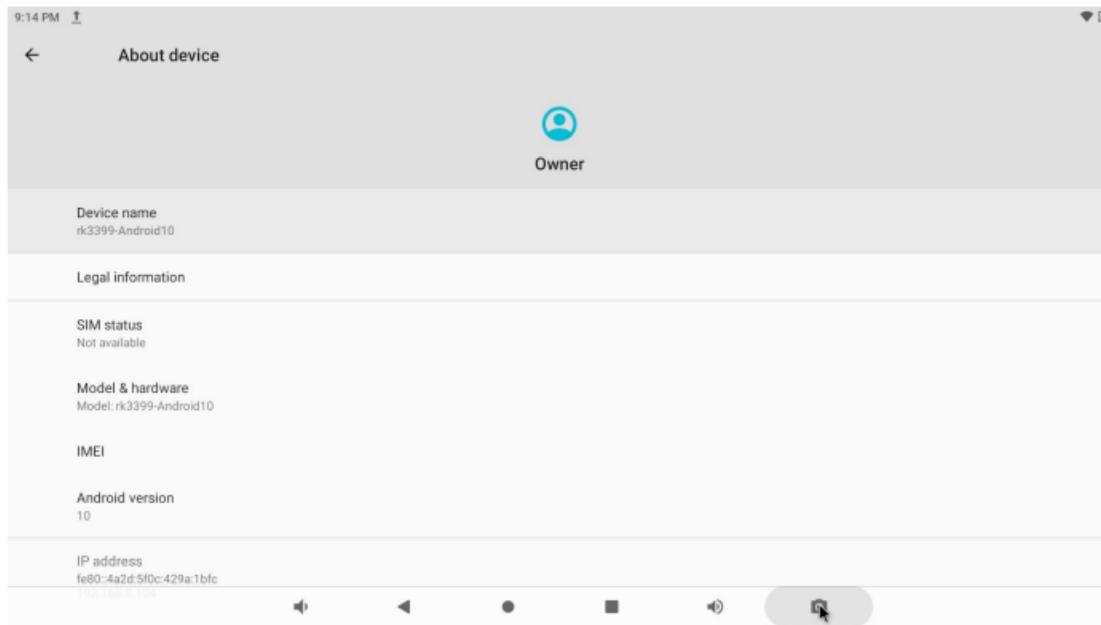 9:14 PM
About device
Owner
Device name
rk3399-Android10
Legal information
SIM status
Not available
Model & hardware
Model: rk3399-Android10
IMEI
Android version
10
IP address
fe80::4a2d:5f0c:429a:1bfc